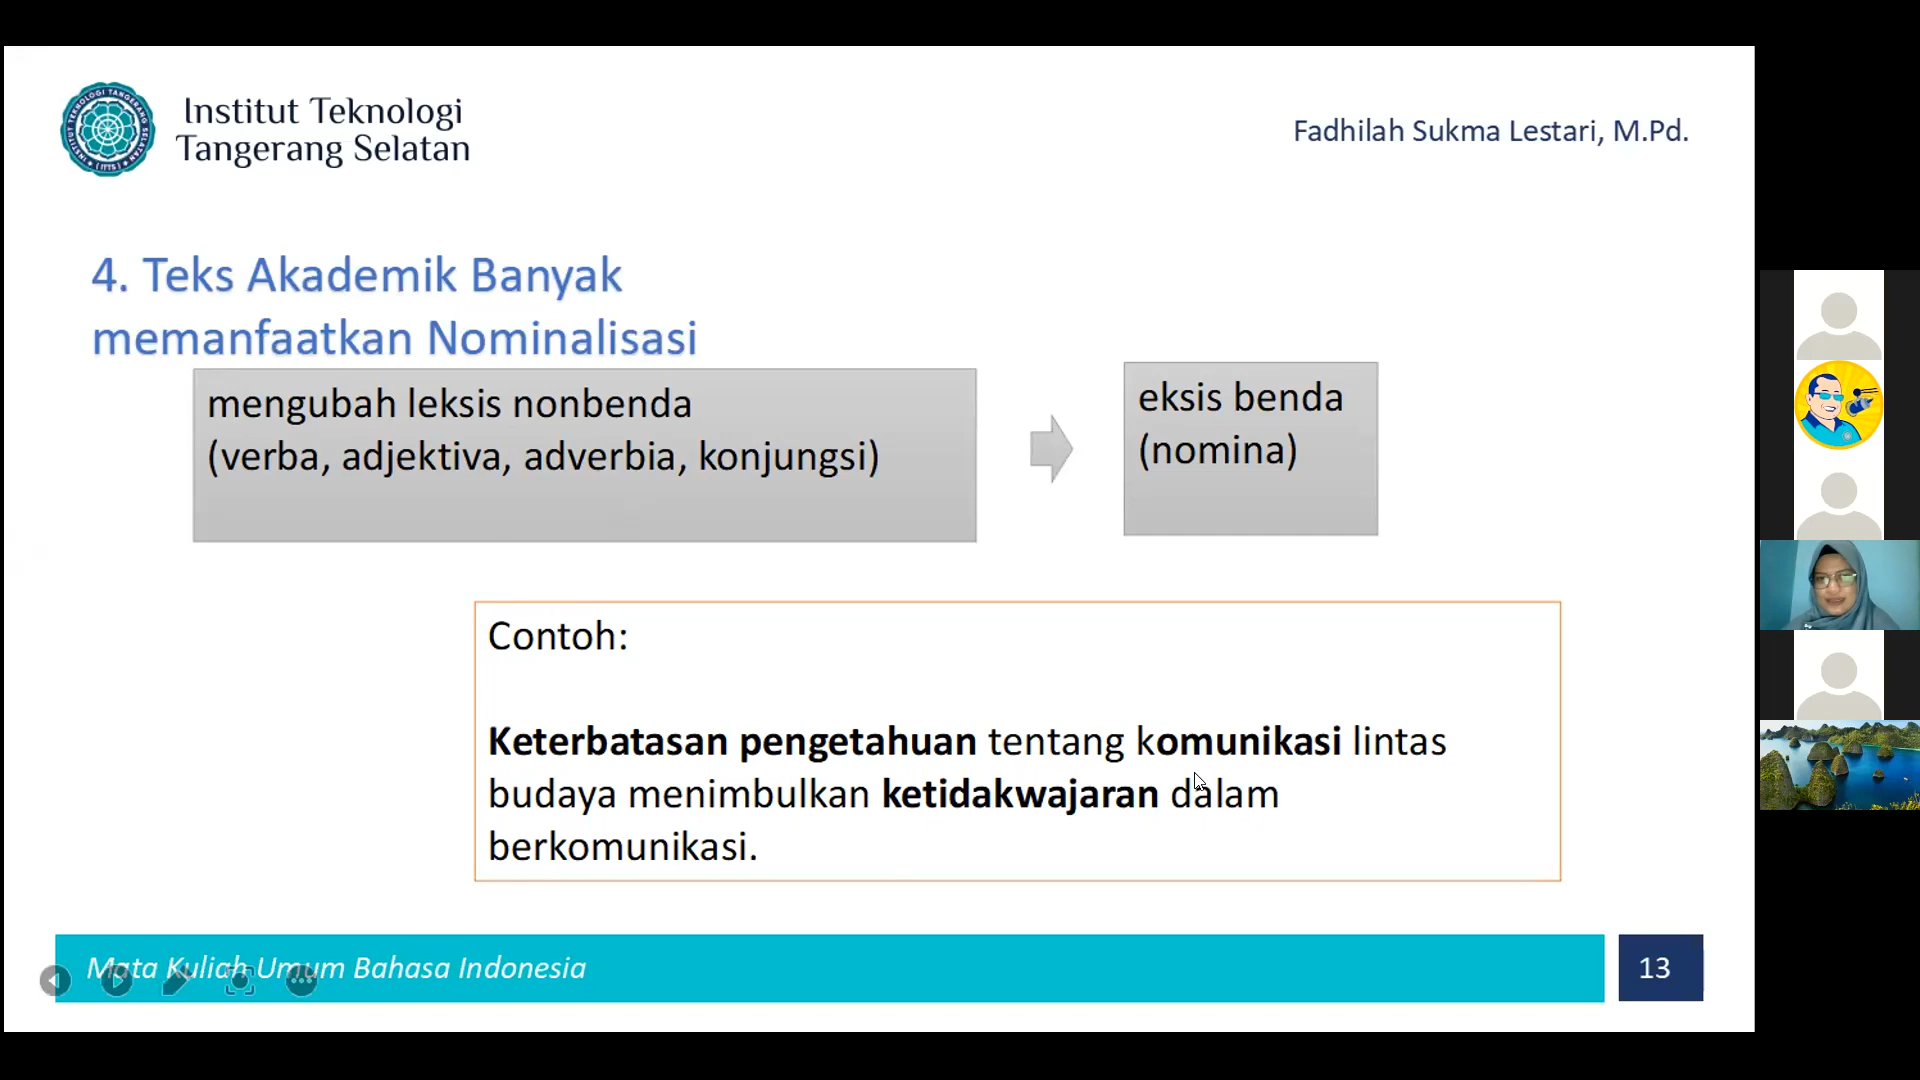 Institut Teknologi
Tangerang Selatan
Fadhilah Sukma Lestari, M.Pd.
4. Teks Akademik Banyak
memanfaatkan Nominalisasi
mengubah leksis nonbenda
(verba, adjektiva, adverbia, konjungsi)
eksis benda
(nomina)
Contoh:
Keterbatasan pengetahuan tentang komunikasi lintas
budaya menimbulkan ketidakwajaran dalam
berkomunikasi.
Mata Kuliah Umum Bahasa Indonesia
13